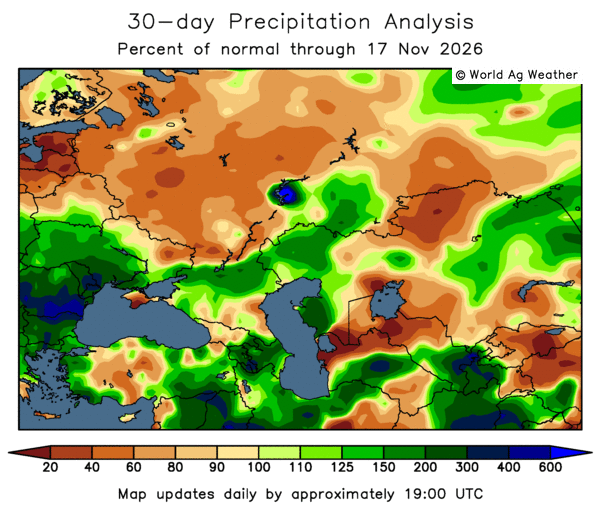 30-day Precipitation Analysis
Percent of normal through 17 Nov 2026
© World Ag Weather
20 40 60 80 90 100 110 125 150 200 300 400 600
Map updates daily by approximately 19:00 UTC